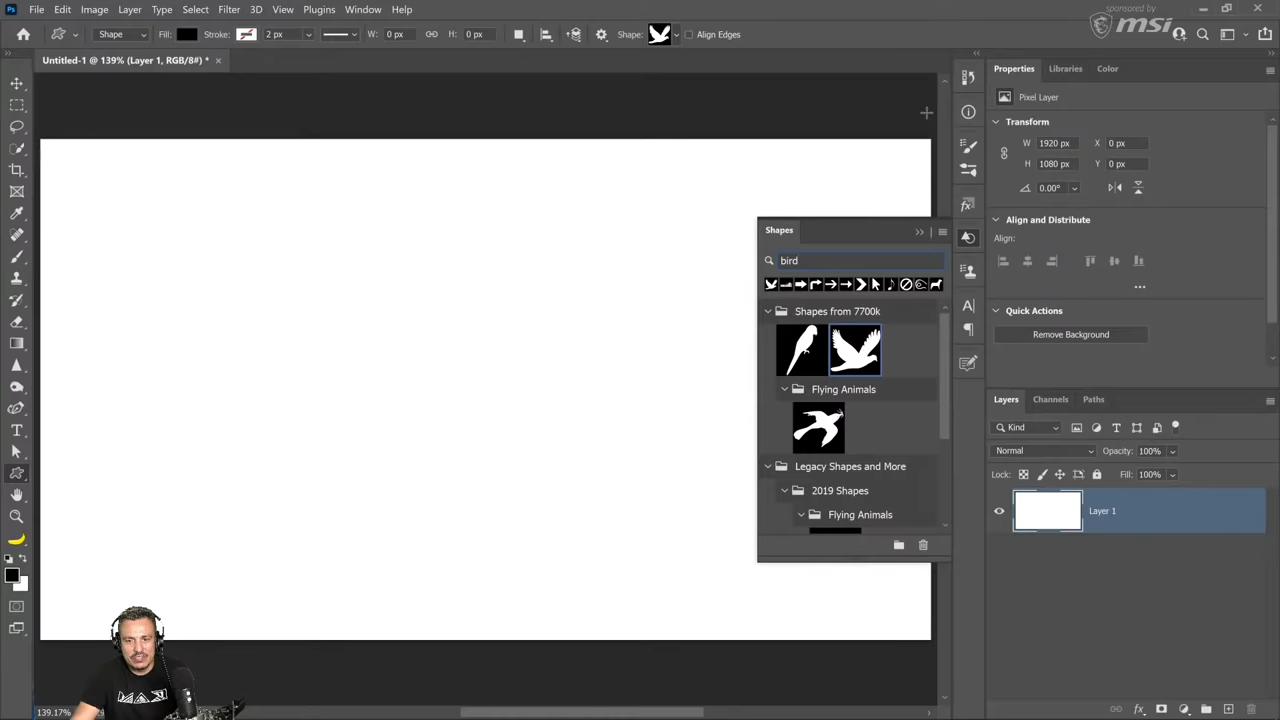 sponsored by
msi
Ps File Edit Image Layer Type Select Filter 3D View Plugins Window Help
Shape Fill: Stroke: 2 px W: 0 px H: 0 px Shape: Align Edges
Untitled-1 @ 139% (Layer 1, RGB/8#) * ×
Properties Libraries Color
Pixel Layer
Transform
W 1920 px X 0 px
H 1080 px Y 0 px
0.00°
Align and Distribute
Align:
Quick Actions
Remove Background
Shapes
bird
Shapes from 7700k
Flying Animals
Legacy Shapes and More
2019 Shapes
Flying Animals
Layers Channels Paths
Kind
Normal Opacity: 100%
Lock: Fill: 100%
Layer 1
MAX
139.17%